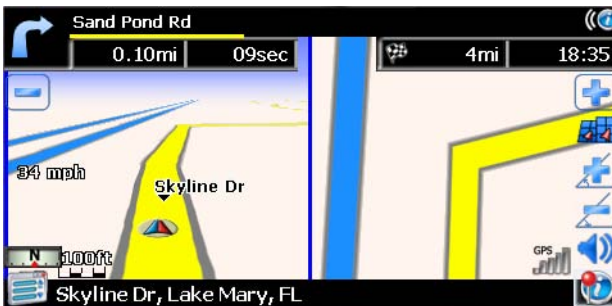 Sand Pond Rd
0.10mi 09sec
4mi 18:35
34 mph
Skyline Dr
N
100ft
GPS
Skyline Dr, Lake Mary, FL